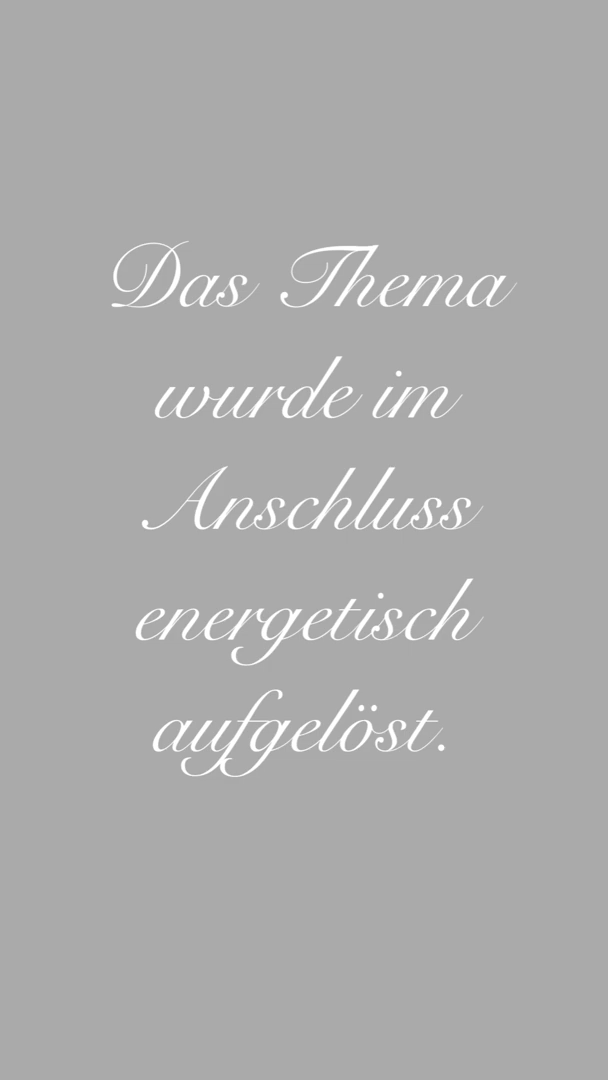 Das Thema
wurde im
Anschluss
energetisch
aufgelöst.